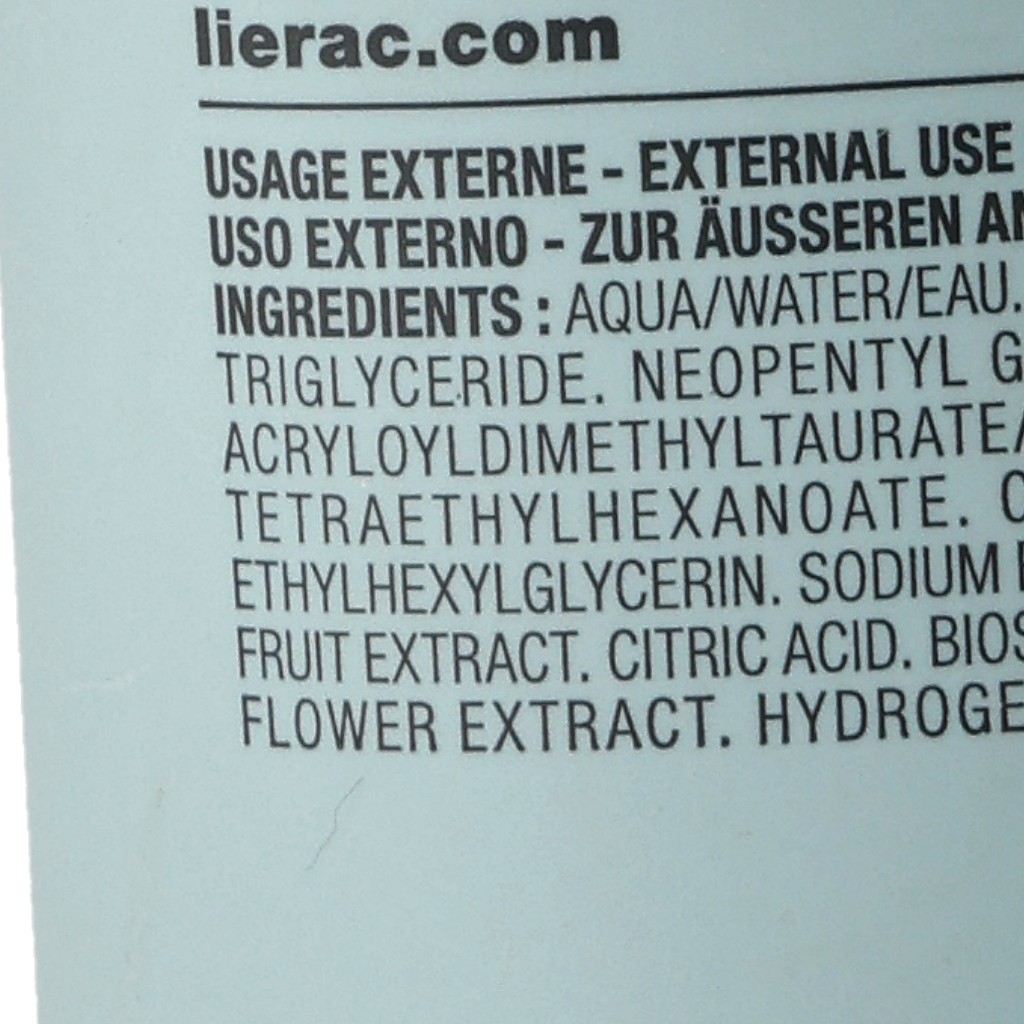 lierac.com
USAGE EXTERNE - EXTERNAL USE
USO EXTERNO - ZUR ÄUSSEREN
INGREDIENTS : AQUA/WATER/EAU.
TRIGLYCERIDE. NEOPENTYL
ACRYLOYLDIMETHYLTAURATE/
TETRAETHYLHEXANOATE.
ETHYLHEXYLGLYCERIN. SODIUM
FRUIT EXTRACT. CITRIC ACID.
FLOWER EXTRACT.